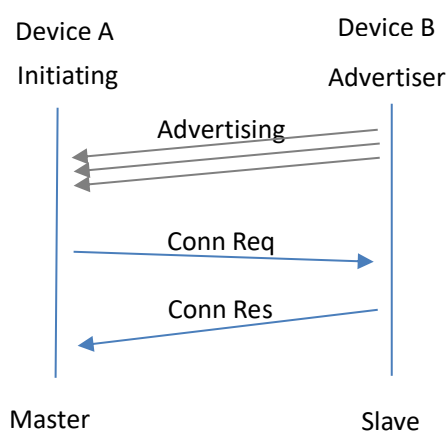 Device A
Device B
Initiating
Advertiser
Advertising
Conn Req
Conn Res
Master
Slave